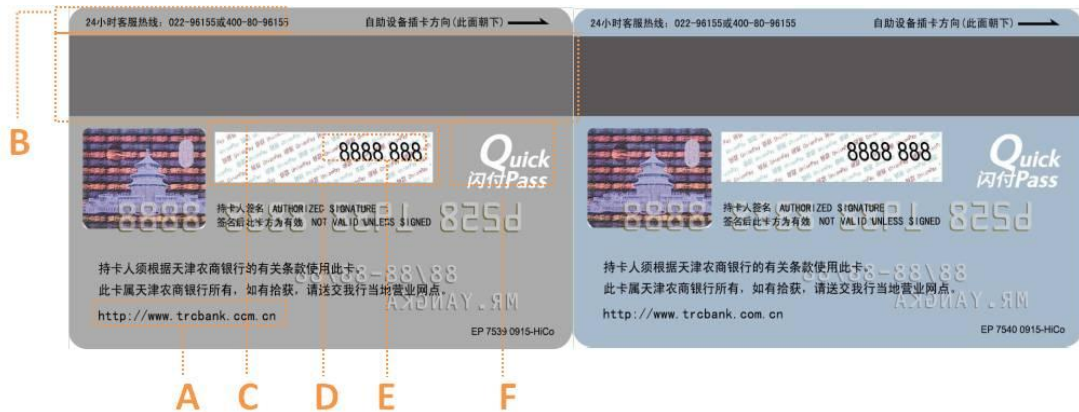 24小时客服热线: 022-96155或400-80-96155
自助设备插卡方向(此面朝下)
8888 888
Quick
闪付Pass
持卡人签名 AUTHORIZED SIGNATURE
签名后此卡方为有效 NOT VALID UNLESS SIGNED
持卡人须根据天津农商银行的有关条款使用此卡。
此卡属天津农商银行所有，如有拾获，请送交我行当地营业网点。
MR.YANGKA
http://www.trcbank.com.cn
EP 7539 0915-HiCo
24小时客服热线: 022-96155或400-80-96155
自助设备插卡方向(此面朝下)
8888 888
Quick
闪付Pass
持卡人签名 AUTHORIZED SIGNATURE
签名后此卡方为有效 NOT VALID UNLESS SIGNED
持卡人须根据天津农商银行的有关条款使用此卡。
此卡属天津农商银行所有，如有拾获，请送交我行当地营业网点。
MR.YANGKA
http://www.trcbank.com.cn
EP 7540 0915-HiCo
B
A C D E F